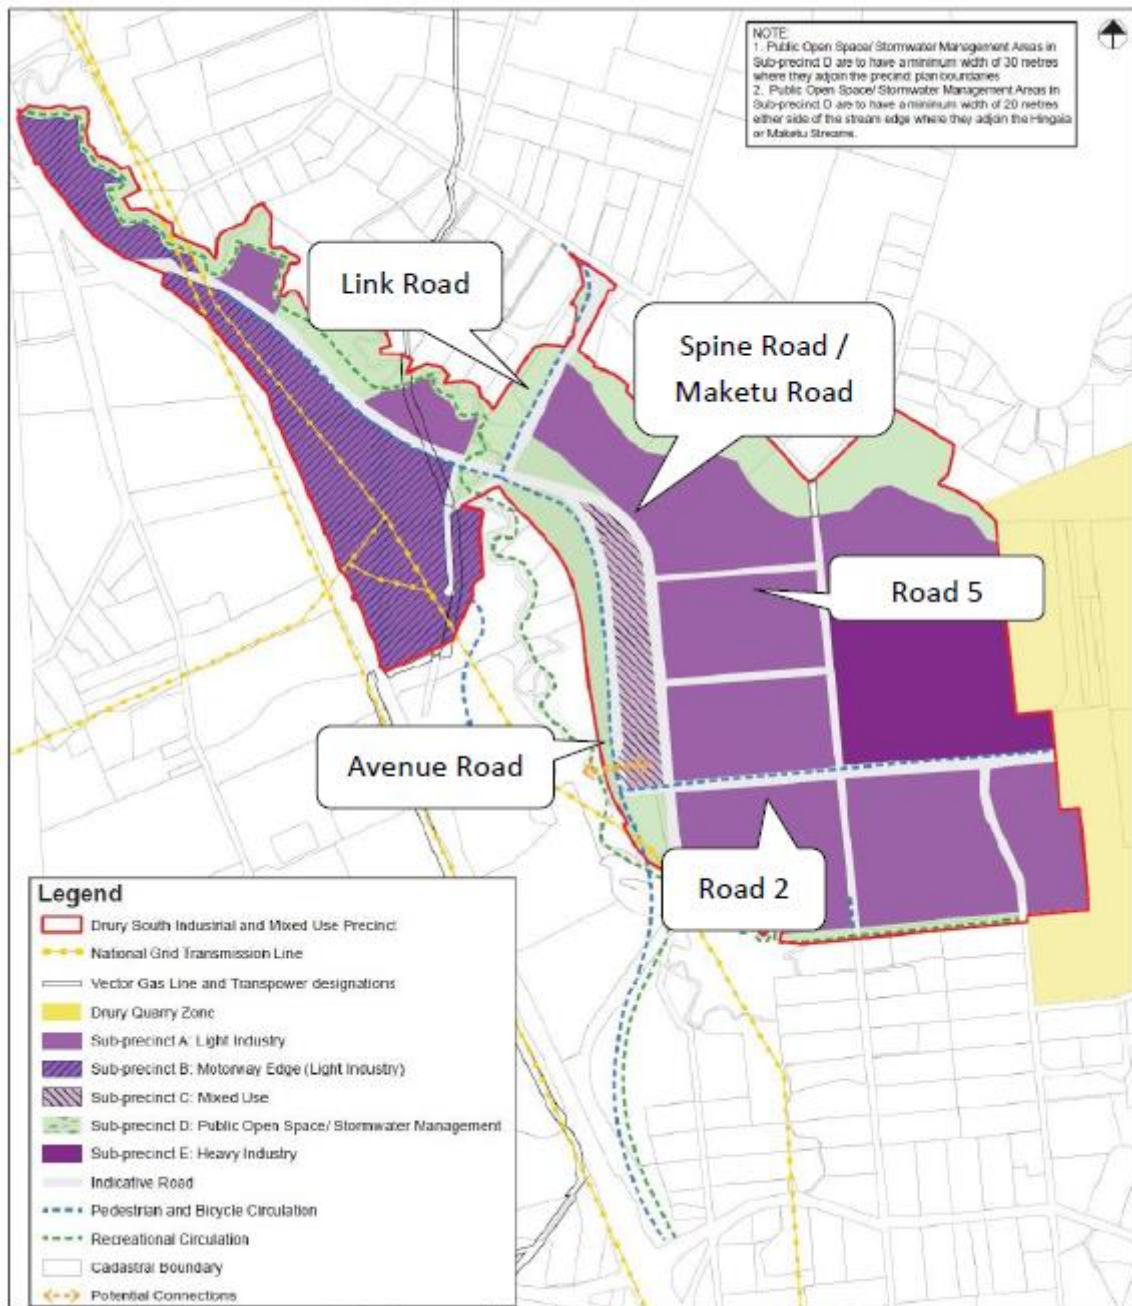 NOTE:
1. Public Open Space/ Stormwater Management Areas in
Sub-precinct D are to have a minimum width of 30 metres
where they adjoin the precinct plan boundaries
2. Public Open Space/ Stormwater Management Areas in
Sub-precinct D are to have a minimum width of 20 metres
either side of the stream edge where they adjoin the Hingaia
or Maketu Streams.
Link Road
Spine Road /
Maketu Road
Road 5
Avenue Road
Road 2
Legend
Drury South Industrial and Mixed Use Precinct
National Grid Transmission Line
Vector Gas Line and Transpower designations
Drury Quarry Zone
Sub-precinct A: Light Industry
Sub-precinct B: Motorway Edge (Light Industry)
Sub-precinct C: Mixed Use
Sub-precinct D: Public Open Space/ Stormwater Management
Sub-precinct E: Heavy Industry
Indicative Road
Pedestrian and Bicycle Circulation
Recreational Circulation
Cadastral Boundary
Potential Connections